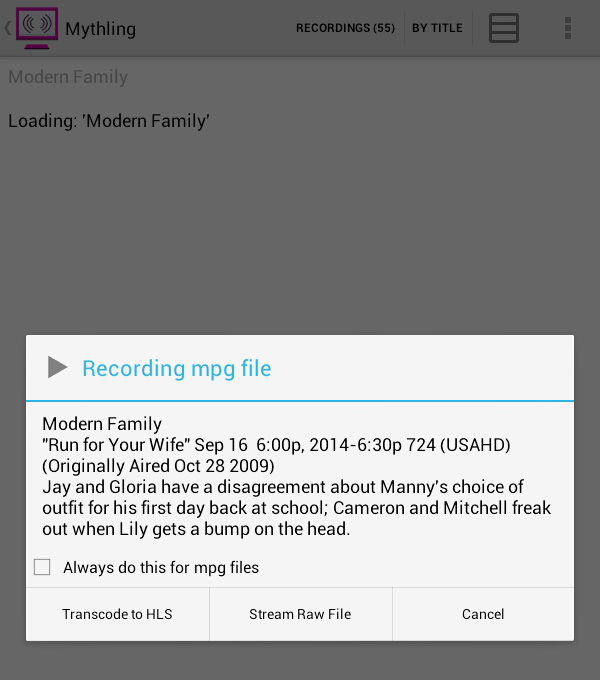 Mythling
RECORDINGS (55)
BY TITLE
Modern Family
Loading: 'Modern Family'
Recording mpg file
Modern Family
"Run for Your Wife" Sep 16  6:00p, 2014-6:30p 724 (USAHD)
(Originally Aired Oct 28 2009)
Jay and Gloria have a disagreement about Manny's choice of
outfit for his first day back at school; Cameron and Mitchell freak
out when Lily gets a bump on the head.
Always do this for mpg files
Transcode to HLS
Stream Raw File
Cancel